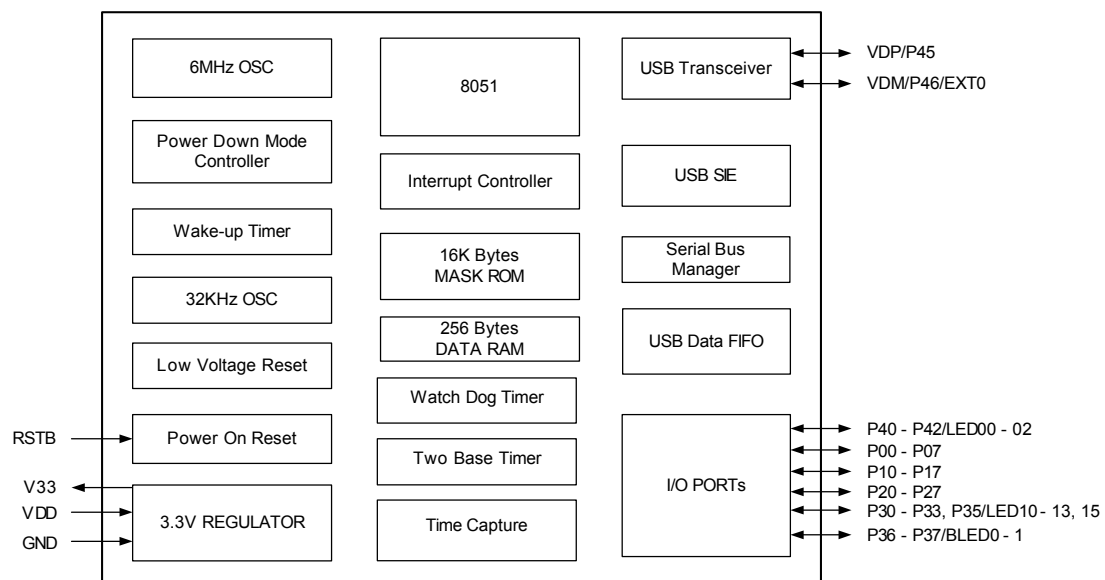 6MHz OSC
Power Down Mode
Controller
Wake-up Timer
32KHz OSC
Low Voltage Reset
RSTB
Power On Reset
V33
VDD
GND
3.3V REGULATOR
8051
Interrupt Controller
16K Bytes
MASK ROM
256 Bytes
DATA RAM
Watch Dog Timer
Two Base Timer
Time Capture
USB Transceiver
VDP/P45
VDM/P46/EXT0
USB SIE
Serial Bus
Manager
USB Data FIFO
I/O PORTs
P40 - P42/LED00 - 02
P00 - P07
P10 - P17
P20 - P27
P30 - P33, P35/LED10 - 13, 15
P36 - P37/BLED0 - 1